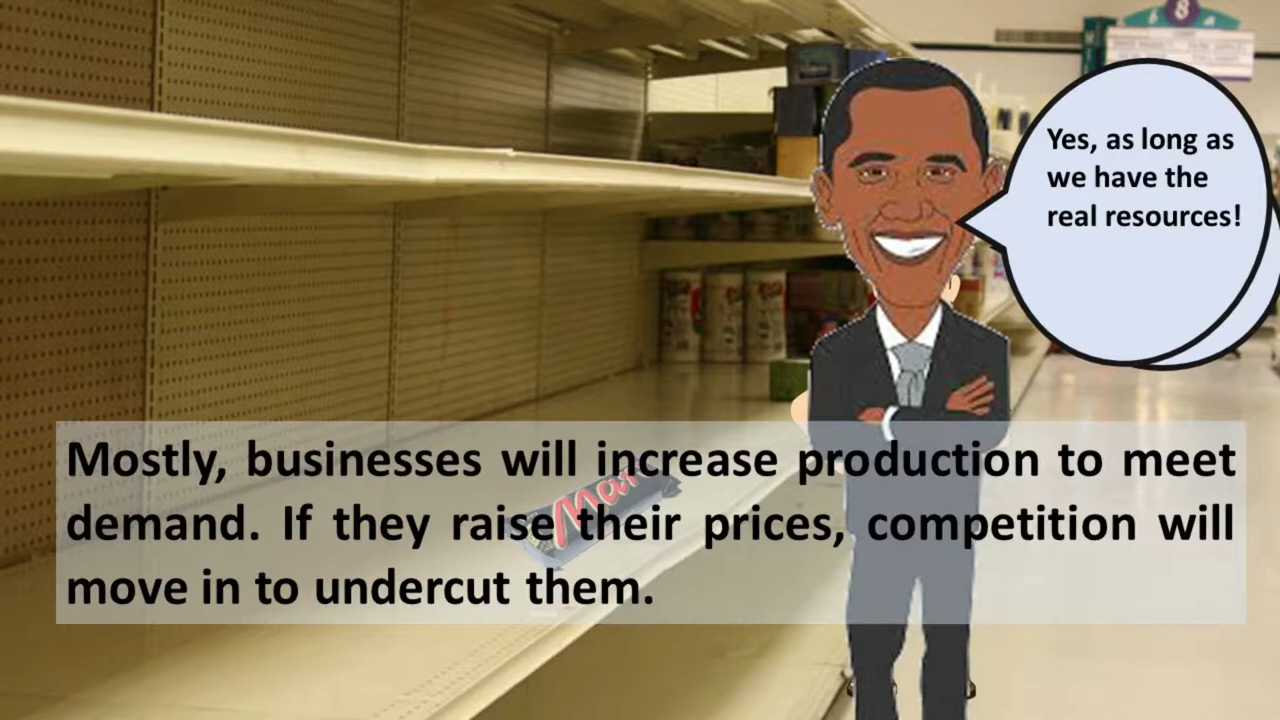 8
Yes, as long as
we have the
real resources!
Mostly, businesses will increase production to meet
demand. If they raise their prices, competition will
move in to undercut them.